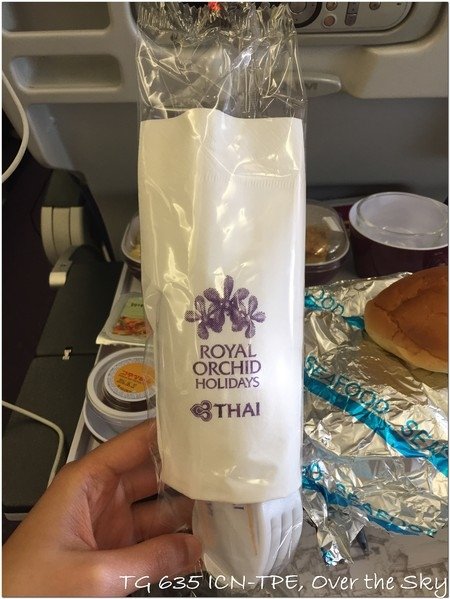 ROYAL
ORCHID
HOLIDAYS
THAI
SEAFOOD
TG 635 ICN-TPE, Over the Sky